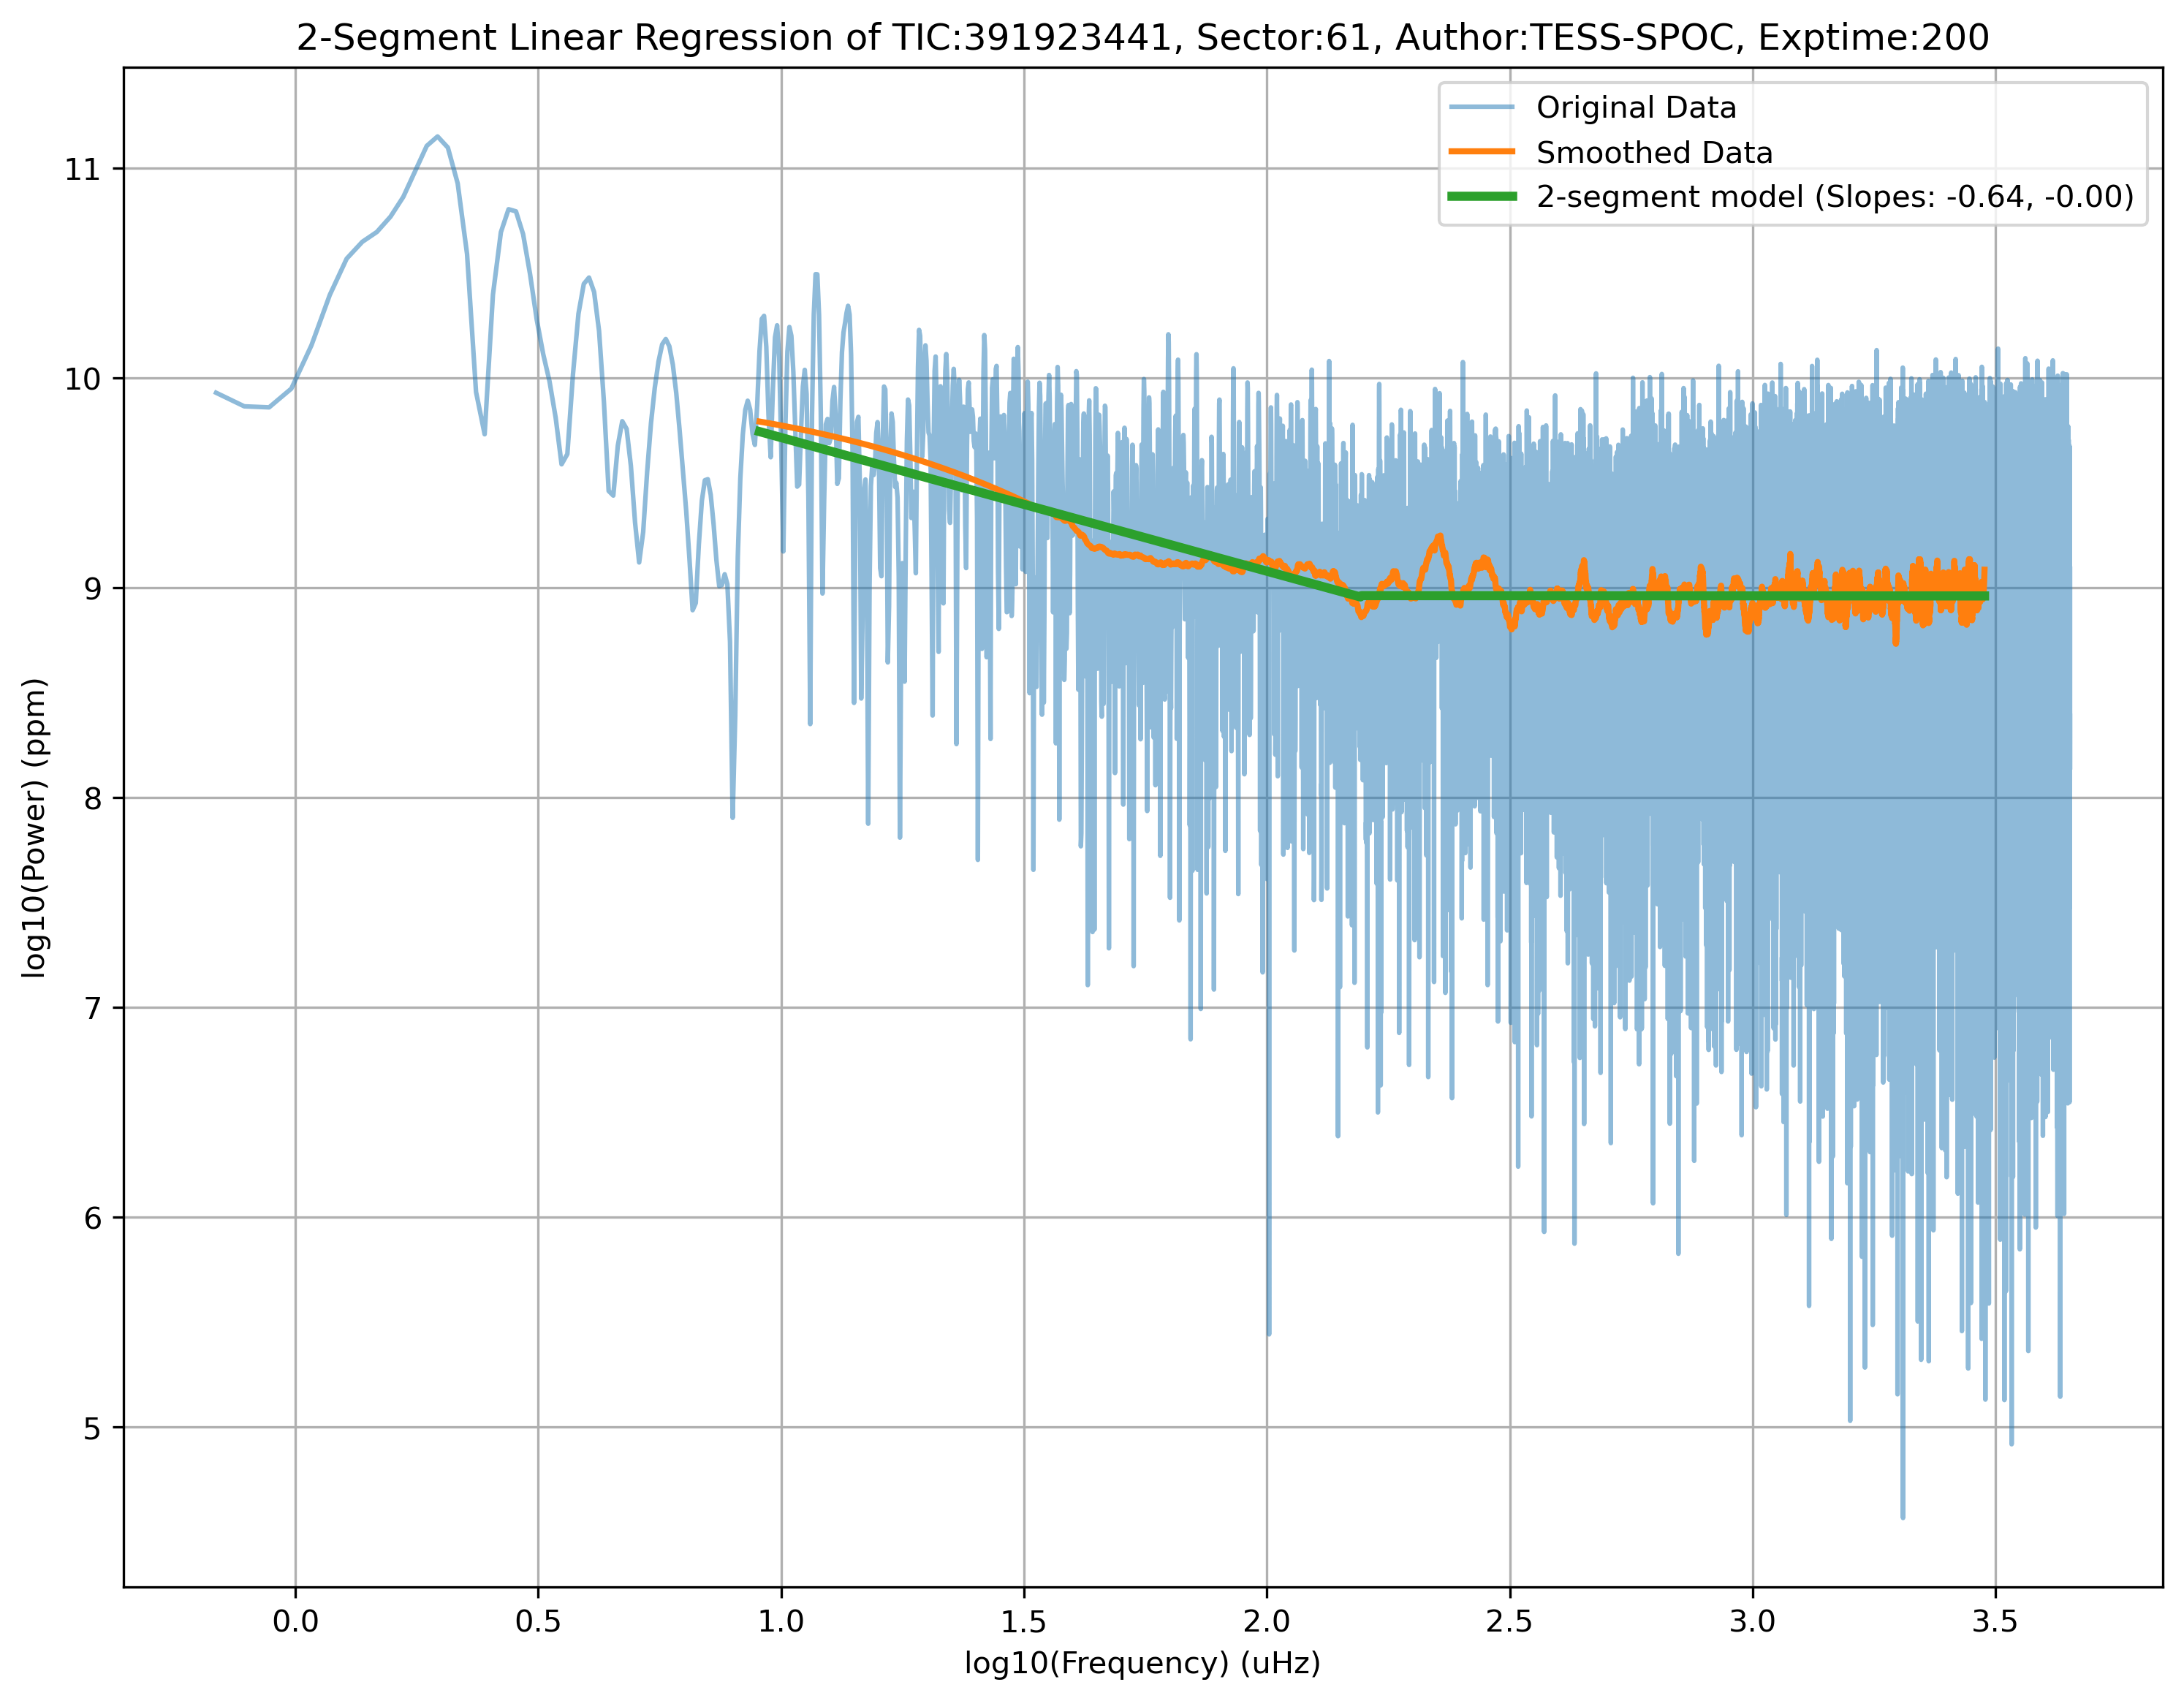 2-Segment Linear Regression of TIC:391923441, Sector:61, Author:TESS-SPOC, Exptime:200
Original Data
Smoothed Data
2-segment model (Slopes: -0.64, -0.00)
11
10
9
8
7
6
5
log10(Power) (ppm)
0.0 0.5 1.0 1.5 2.0 2.5 3.0 3.5
log10(Frequency) (uHz)